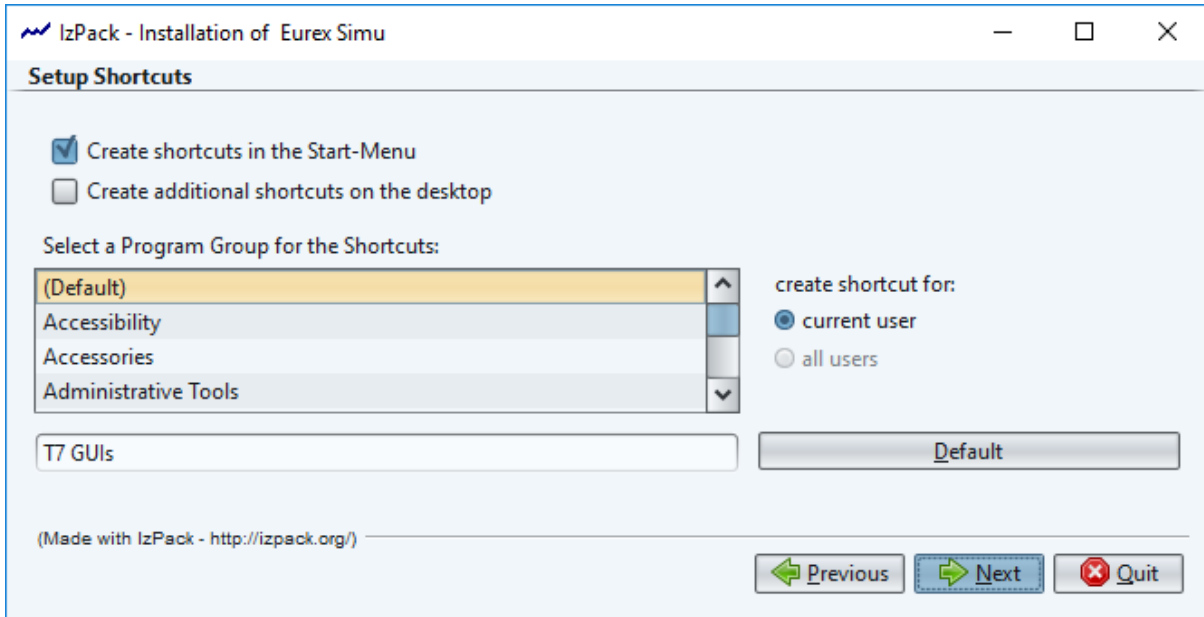 IzPack - Installation of  Eurex Simu
Setup Shortcuts
Create shortcuts in the Start-Menu
Create additional shortcuts on the desktop
Select a Program Group for the Shortcuts:
(Default)
Accessibility
Accessories
Administrative Tools
create shortcut for:
current user
all users
T7 GUIs
Default
(Made with IzPack - http://izpack.org/)
Previous
Next
Quit